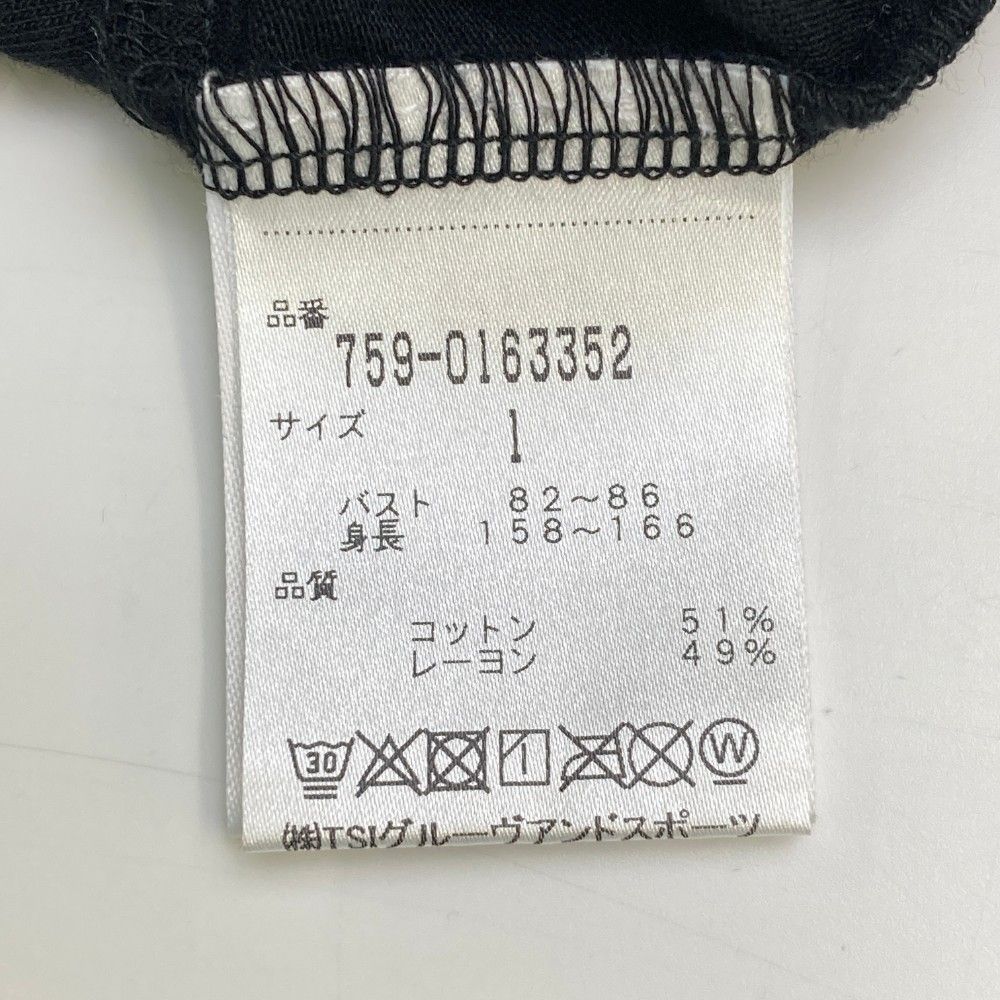 品番
759-0163352
サイズ 1
バスト 82～86
身長 158～166
品質
コットン 51%
レーヨン 49%
30 1 W
㈱TSIグルーヴアンドスポーツ